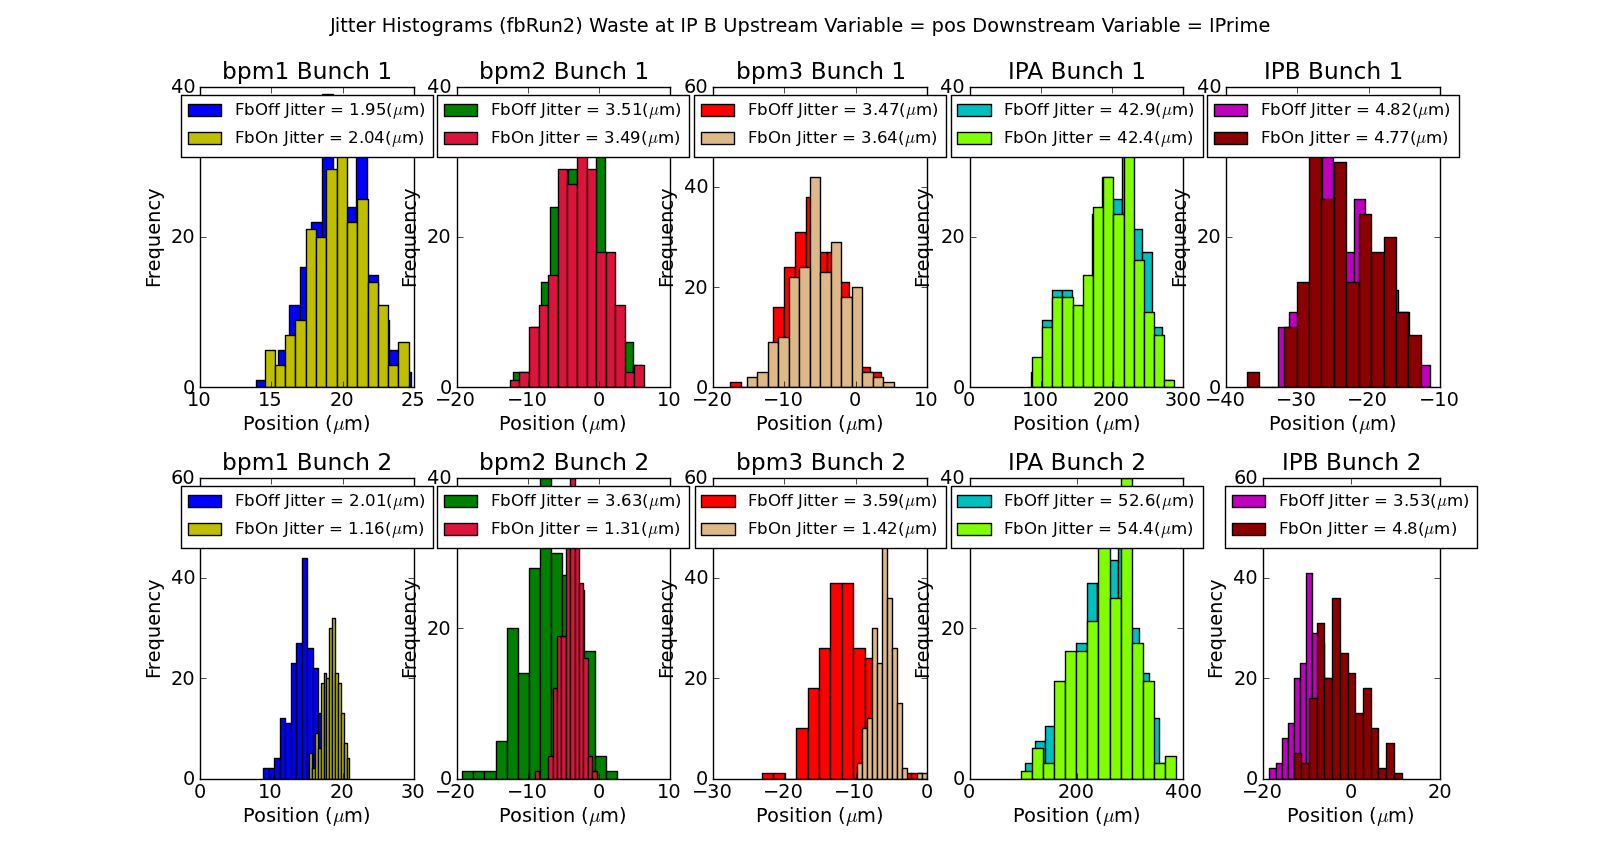 Jitter Histograms (fbRun2) Waste at IP B Upstream Variable = pos Downstream Variable = IPrime
bpm1 Bunch 1
FbOff Jitter = 1.95(μm)
FbOn Jitter = 2.04(μm)
Frequency
40
20
0
10 15 20 25
Position (μm)
bpm2 Bunch 1
FbOff Jitter = 3.51(μm)
FbOn Jitter = 3.49(μm)
Frequency
40
20
0
−20 −10 0 10
Position (μm)
bpm3 Bunch 1
FbOff Jitter = 3.47(μm)
FbOn Jitter = 3.64(μm)
Frequency
60
40
20
0
−20 −10 0 10
Position (μm)
IPA Bunch 1
FbOff Jitter = 42.9(μm)
FbOn Jitter = 42.4(μm)
Frequency
40
20
0
0 100 200 300
Position (μm)
IPB Bunch 1
FbOff Jitter = 4.82(μm)
FbOn Jitter = 4.77(μm)
Frequency
40
20
0
−40 −30 −20 −10
Position (μm)
bpm1 Bunch 2
FbOff Jitter = 2.01(μm)
FbOn Jitter = 1.16(μm)
Frequency
60
40
20
0
0 10 20 30
Position (μm)
bpm2 Bunch 2
FbOff Jitter = 3.63(μm)
FbOn Jitter = 1.31(μm)
Frequency
40
20
0
−20 −10 0 10
Position (μm)
bpm3 Bunch 2
FbOff Jitter = 3.59(μm)
FbOn Jitter = 1.42(μm)
Frequency
60
40
20
0
−30 −20 −10 0
Position (μm)
IPA Bunch 2
FbOff Jitter = 52.6(μm)
FbOn Jitter = 54.4(μm)
Frequency
40
20
0
0 200 400
Position (μm)
IPB Bunch 2
FbOff Jitter = 3.53(μm)
FbOn Jitter = 4.8(μm)
Frequency
60
40
20
0
−20 0 20
Position (μm)